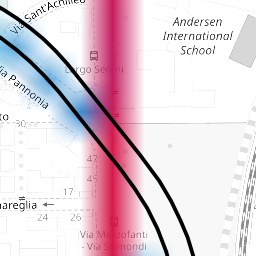 Via Sant'Achilleo
Andersen
International
School
Largo Sereni
Via Pannonia
30
47
45
17
24
26
Via Mezzofanti
- Via Sismondi